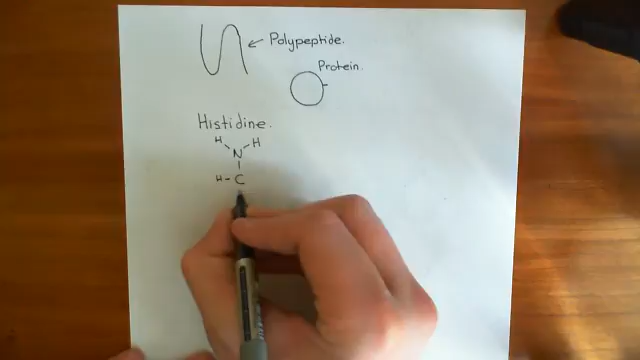 Polypeptide.
Protein.
Histidine.
H H
N
H-C